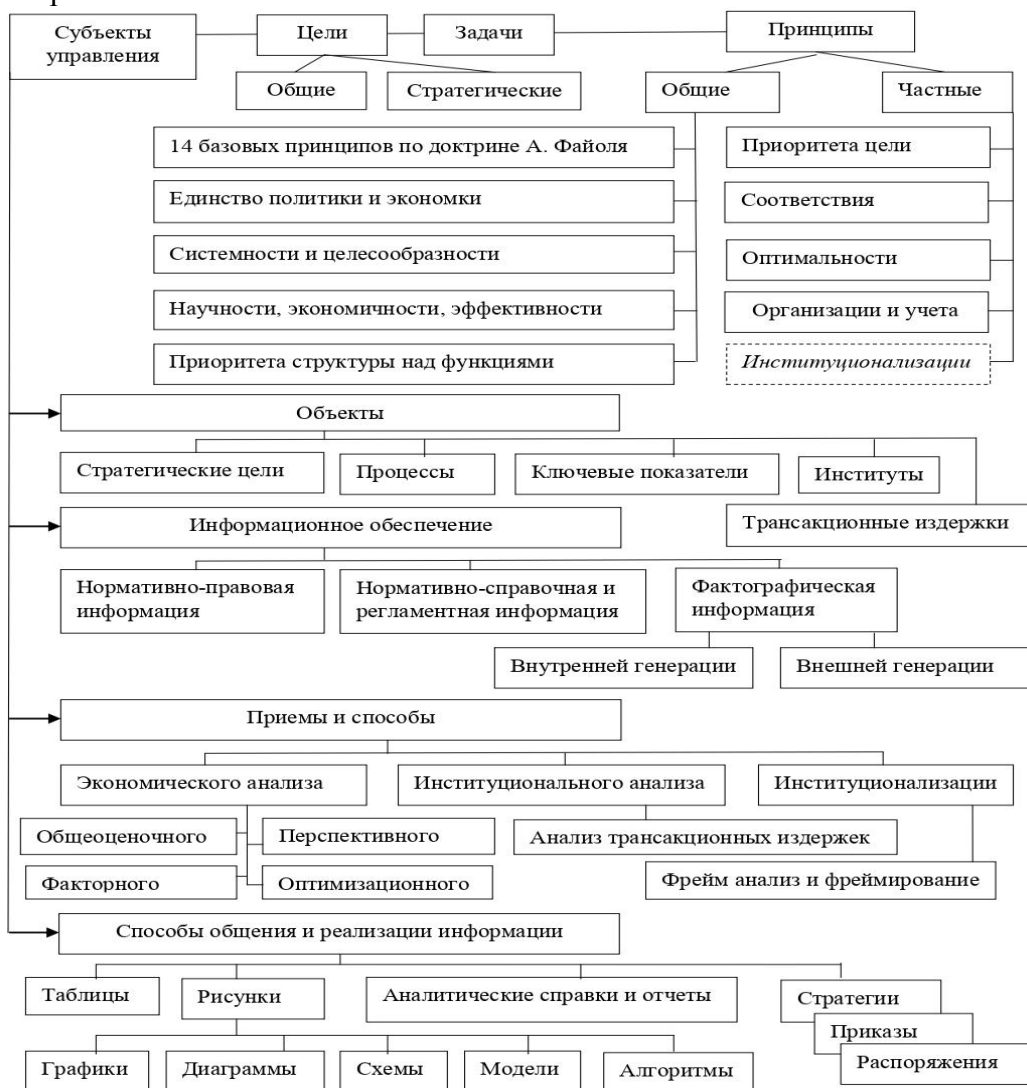 Субъекты
управления
Цели
Задачи
Принципы
Общие
Стратегические
Общие
Частные
14 базовых принципов по доктрине А. Файоля
Приоритета цели
Единство политики и экономки
Соответствия
Системности и целесообразности
Оптимальности
Научности, экономичности, эффективности
Организации и учета
Приоритета структуры над функциями
Институционализации
Объекты
Стратегические цели
Процессы
Ключевые показатели
Институты
Трансакционные издержки
Информационное обеспечение
Нормативно-правовая
информация
Нормативно-справочная и
регламентная информация
Фактографическая
информация
Внутренней генерации
Внешней генерации
Приемы и способы
Экономического анализа
Институционального анализа
Институционализации
Общеоценочного
Перспективного
Анализ трансакционных издержек
Факторного
Оптимизационного
Фрейм анализ и фреймирование
Способы общения и реализации информации
Таблицы
Рисунки
Аналитические справки и отчеты
Стратегии
Приказы
Распоряжения
Графики
Диаграммы
Схемы
Модели
Алгоритмы